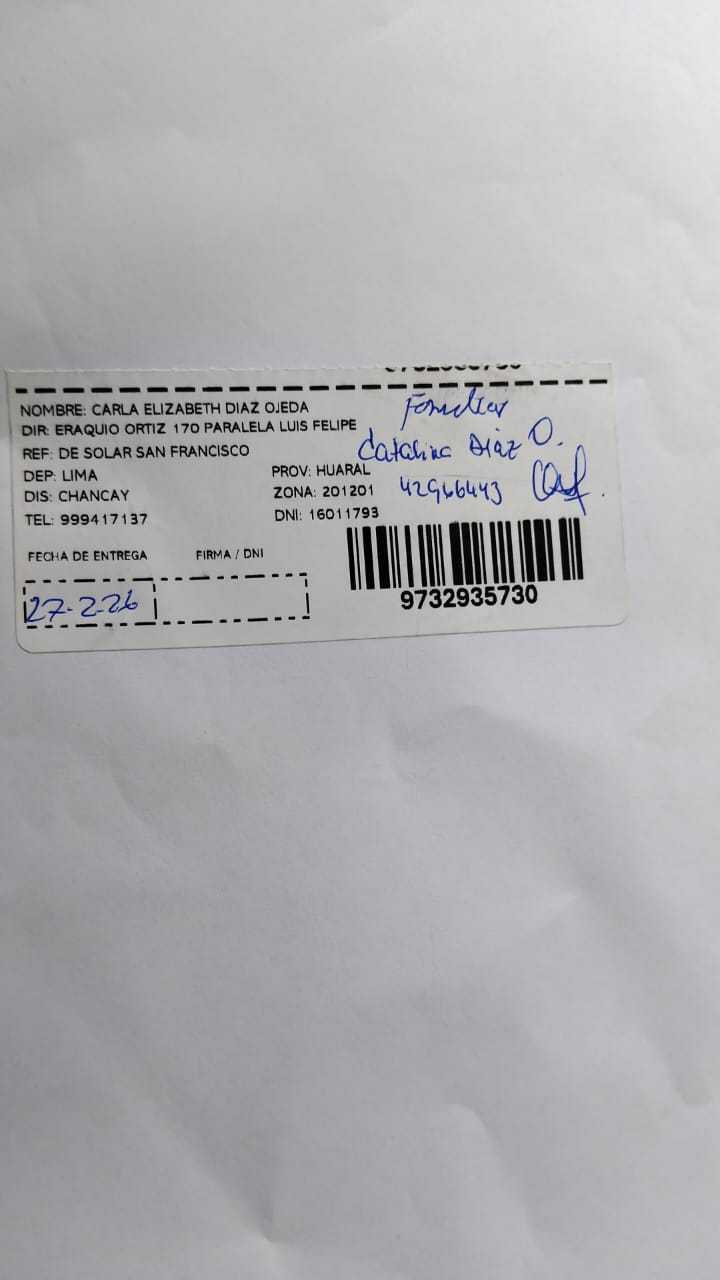 NOMBRE: CARLA ELIZABETH DIAZ OJEDA
DIR: ERAQUIO ORTIZ 170 PARALELA LUIS FELIPE
REF: DE SOLAR SAN FRANCISCO
DEP: LIMA PROV: HUARAL
DIS: CHANCAY ZONA: 201201
TEL: 999417137 DNI: 16011793
Catalina Diaz O.
42966443
FECHA DE ENTREGA FIRMA / DNI
27-2-26
9732935730